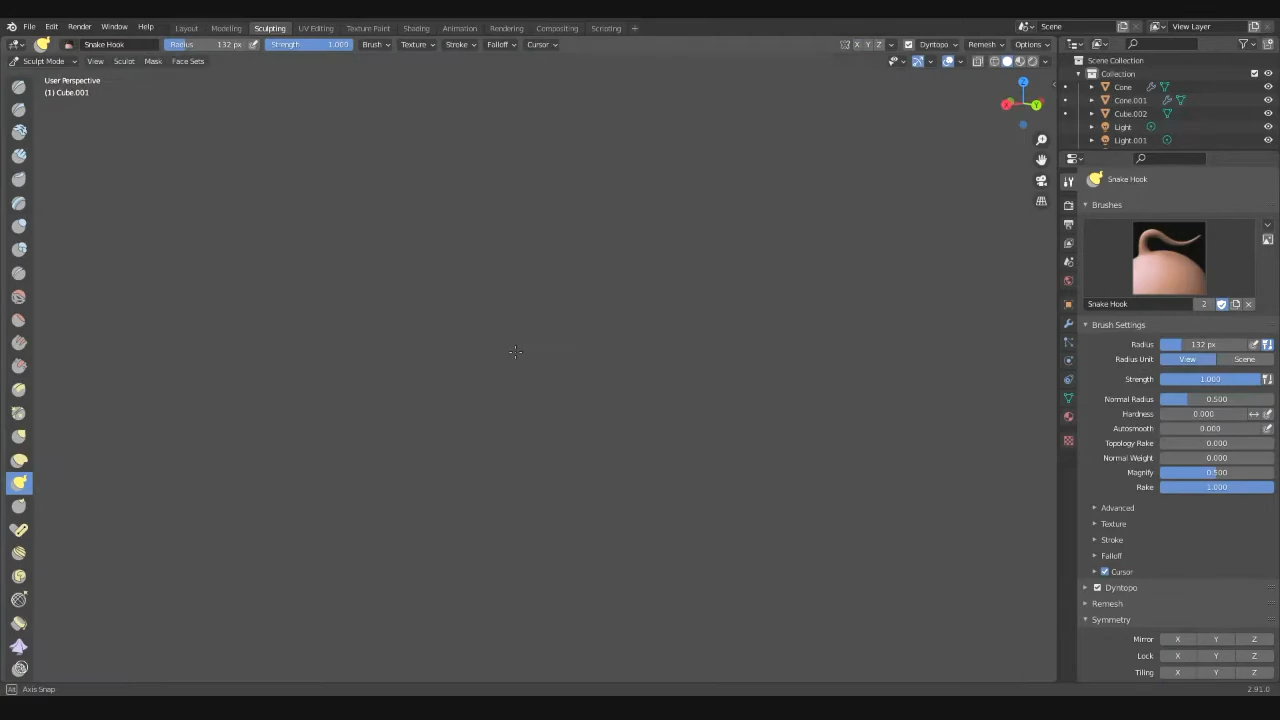 File Edit Render Window Help Layout Modeling Sculpting UV Editing Texture Paint Shading Animation Rendering Compositing Scripting + Scene View Layer
Snake Hook Radius 132 px Strength 1.000 Brush Texture Stroke Falloff Cursor X Y Z Dyntopo Remesh Options
Sculpt Mode View Sculpt Mask Face Sets
User Perspective
(1) Cube.001
Z
X
Y
Scene Collection
Collection
Cone
Cone.001
Cube.002
Light
Light.001
Snake Hook
Brushes
Snake Hook 2
Brush Settings
Radius 132 px
Radius Unit View Scene
Strength 1.000
Normal Radius 0.500
Hardness 0.000
Autosmooth 0.000
Topology Rake 0.000
Normal Weight 0.000
Magnify 0.500
Rake 1.000
Advanced
Texture
Stroke
Falloff
Cursor
Dyntopo
Remesh
Symmetry
Mirror X Y Z
Lock X Y Z
Tiling X Y Z
Alt Axis Snap 2.91.0